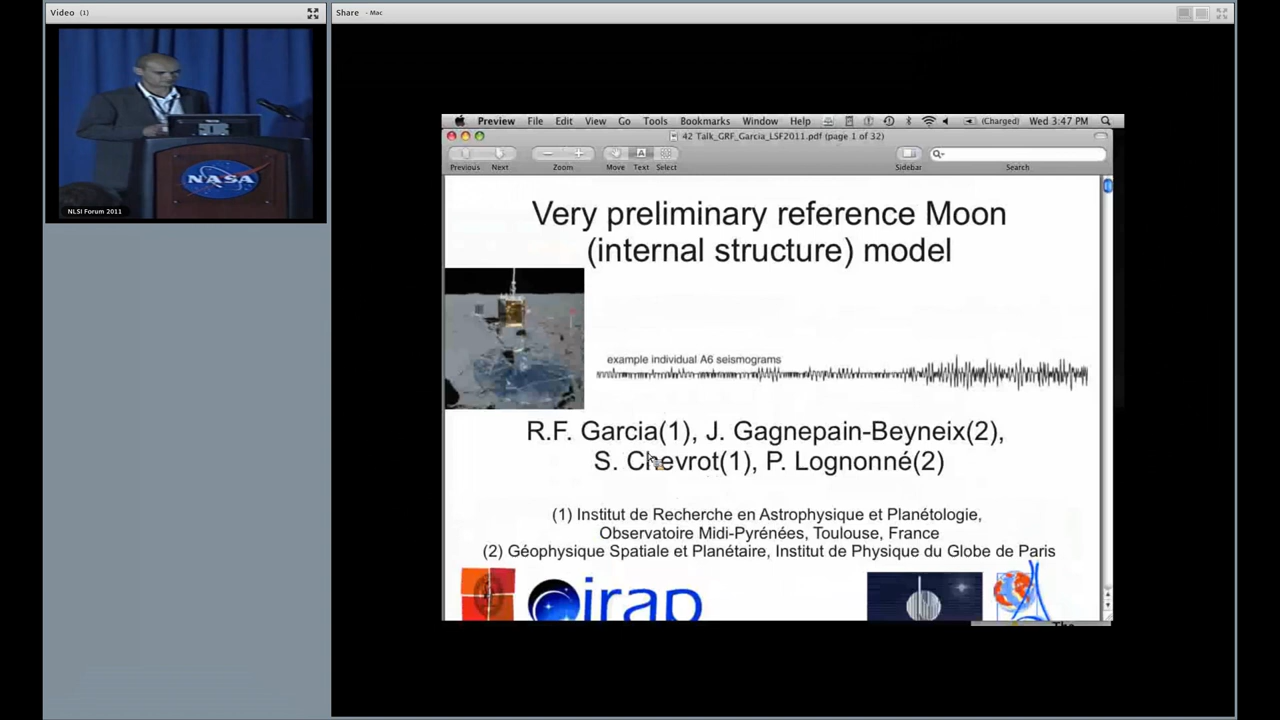 Video (1)
Share - Mac
NASA
NLSI Forum 2011
Preview File Edit View Go Tools Bookmarks Window Help (Charged) Wed 3:47 PM
42 Talk_GRF_Garcia_LSF2011.pdf (page 1 of 32)
Previous Next Zoom Move Text Select Sidebar Search
Very preliminary reference Moon
(internal structure) model
example individual A6 seismograms
R.F. Garcia(1), J. Gagnepain-Beyneix(2),
S. Chevrot(1), P. Lognonné(2)
(1) Institut de Recherche en Astrophysique et Planétologie,
Observatoire Midi-Pyrénées, Toulouse, France
(2) Géophysique Spatiale et Planétaire, Institut de Physique du Globe de Paris
irap